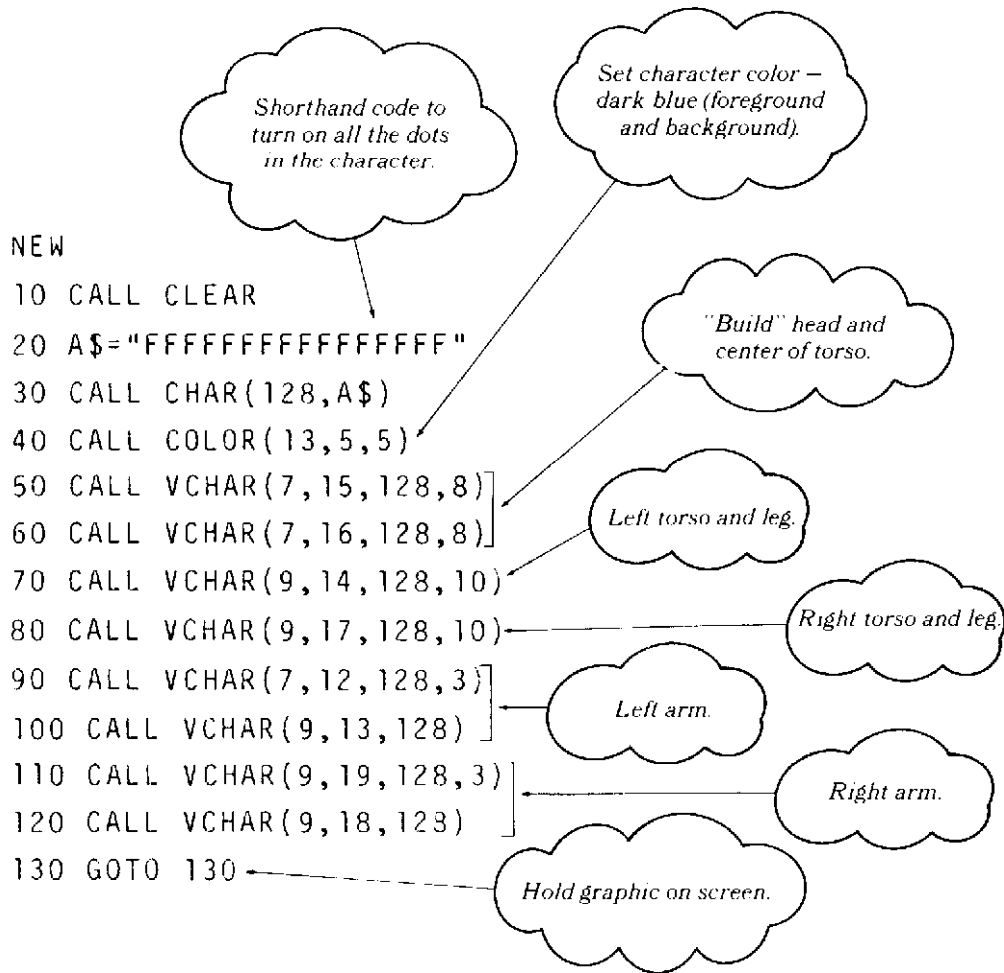 Shorthand code to
turn on all the dots
in the character.
Set character color –
dark blue (foreground
and background).
NEW
10 CALL CLEAR
20 A$="FFFFFFFFFFFFFFFF"
30 CALL CHAR(128,A$)
40 CALL COLOR(13,5,5)
"Build" head and
center of torso.
50 CALL VCHAR(7,15,128,8)
60 CALL VCHAR(7,16,128,8)
Left torso and leg.
70 CALL VCHAR(9,14,128,10)
80 CALL VCHAR(9,17,128,10)
Right torso and leg.
90 CALL VCHAR(7,12,128,3)
100 CALL VCHAR(9,13,128)
Left arm.
110 CALL VCHAR(9,19,128,3)
120 CALL VCHAR(9,18,128)
Right arm.
130 GOTO 130
Hold graphic on screen.